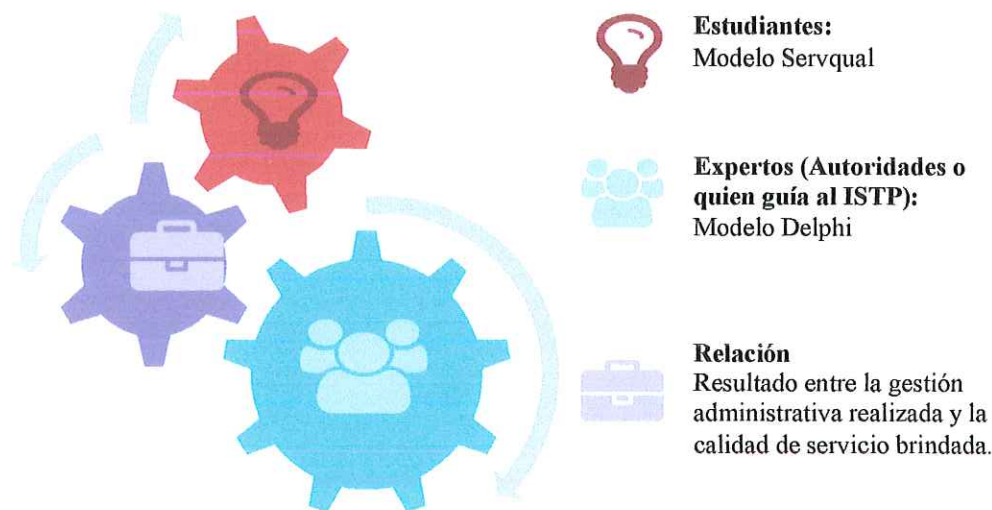 Estudiantes:
Modelo Servqual
Expertos (Autoridades o
quien guía al ISTP):
Modelo Delphi
Relación
Resultado entre la gestión
administrativa realizada y la
calidad de servicio brindada.